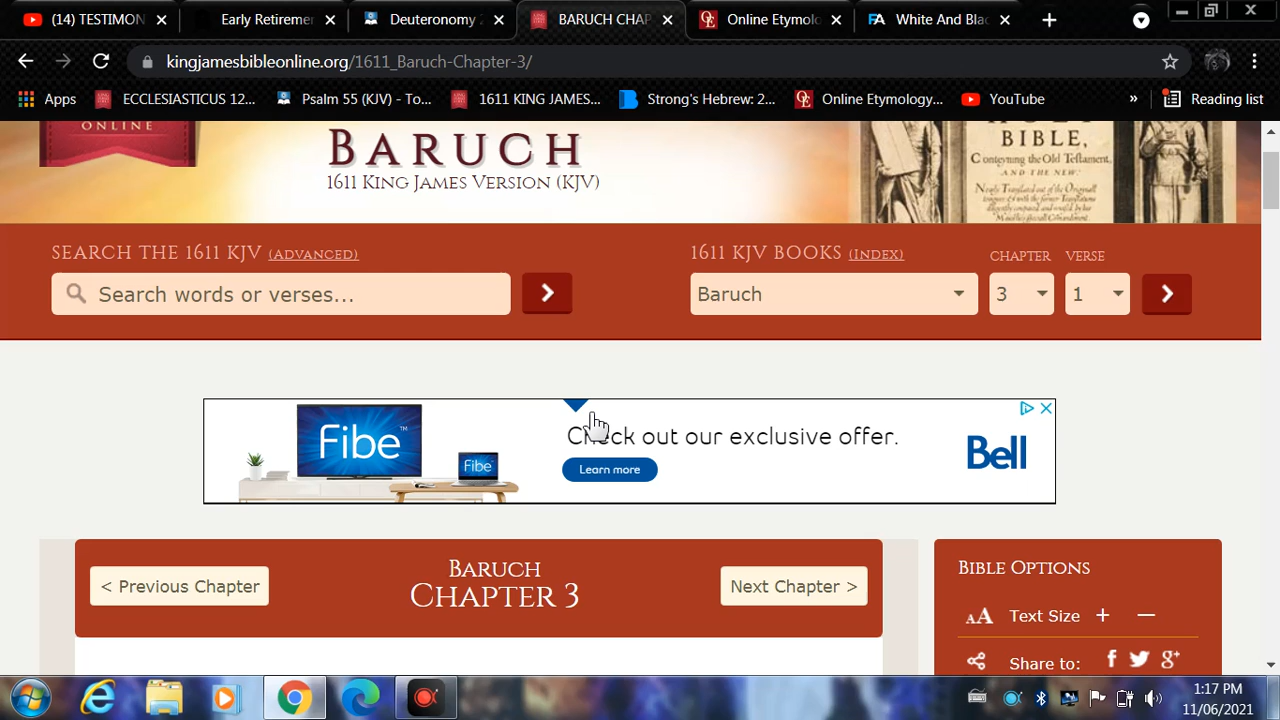 (14) TESTIMON
Early Retiremer
Deuteronomy 2
BARUCH CHAP
Online Etymolo
White And Blac
kingjamesbibleonline.org/1611_Baruch-Chapter-3/
Apps
ECCLESIASTICUS 12...
Psalm 55 (KJV) - To...
1611 KING JAMES...
Strong's Hebrew: 2...
Online Etymology...
YouTube
»
Reading list
ONLINE
BARUCH
1611 King James Version (KJV)
HOLY
BIBLE,
Conteyning the Old Testament,
AND THE NEW.
SEARCH THE 1611 KJV (ADVANCED)
1611 KJV BOOKS (INDEX)
CHAPTER
VERSE
Search words or verses...
Baruch
3
1
Fibe
Fibe
Check out our exclusive offer.
Learn more
Bell
< Previous Chapter
BARUCH
CHAPTER 3
Next Chapter >
BIBLE OPTIONS
AA Text Size + —
Share to: f g+
1:17 PM
11/06/2021